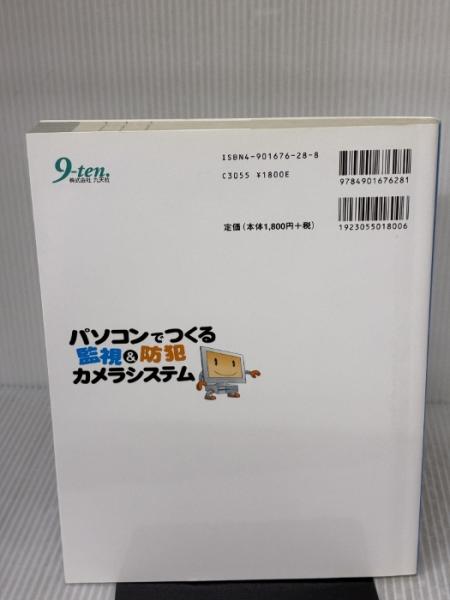 9-ten.
株式会社 九天社
ISBN4-901676-28-8
C3055 ¥1800E
定価(本体1,800円+税)
9784901676281
1923055018006
パソコンでつくる
監視&防犯
カメラシステム